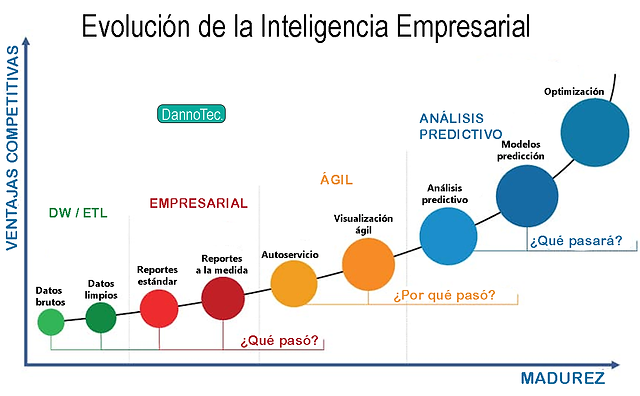 Evolución de la Inteligencia Empresarial
VENTAJAS COMPETITIVAS
DannoTec
DW / ETL
EMPRESARIAL
ÁGIL
ANÁLISIS
PREDICTIVO
Datos
brutos
Datos
limpios
Reportes
estándar
Reportes
a la medida
Autoservicio
Visualización
ágil
Análisis
predictivo
Modelos
predicción
Optimización
¿Qué pasó?
¿Por qué pasó?
¿Qué pasará?
MADUREZ